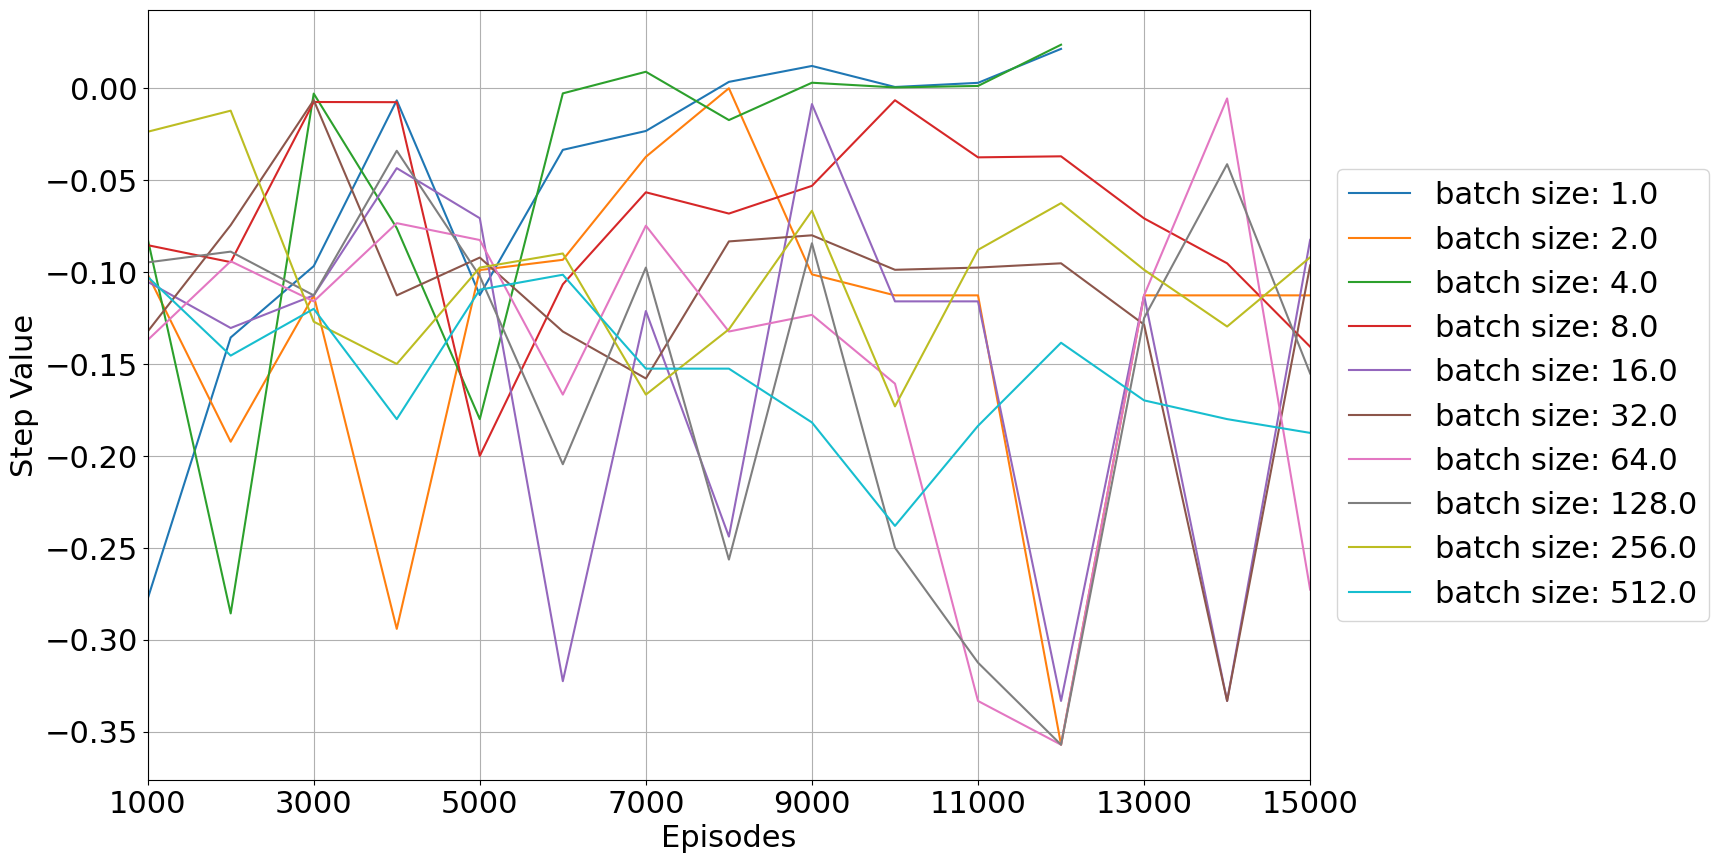 0.00
−0.05
−0.10
−0.15
−0.20
−0.25
−0.30
−0.35
Step Value
1000 3000 5000 7000 9000 11000 13000 15000
Episodes
batch size: 1.0
batch size: 2.0
batch size: 4.0
batch size: 8.0
batch size: 16.0
batch size: 32.0
batch size: 64.0
batch size: 128.0
batch size: 256.0
batch size: 512.0